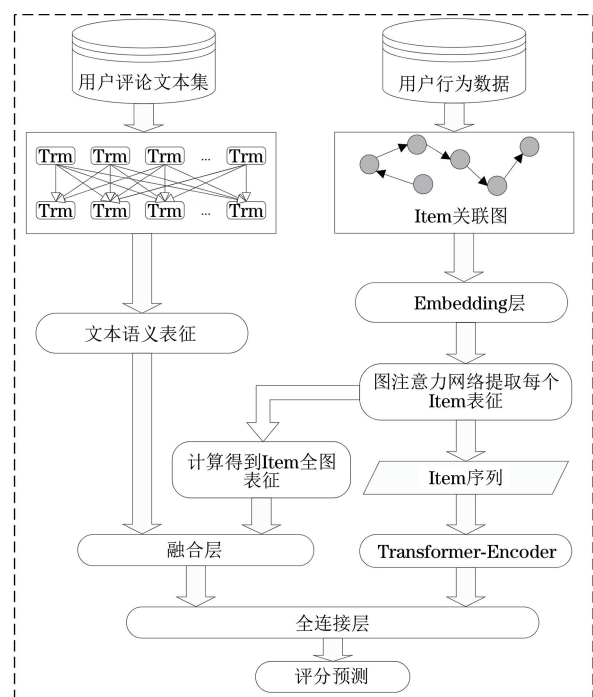 用户评论文本集
用户行为数据
Trm Trm Trm ... Trm
Trm Trm Trm ... Trm
Item关联图
Embedding层
文本语义表征
图注意力网络提取每个
Item表征
计算得到Item全图
表征
Item序列
融合层
Transformer-Encoder
全连接层
评分预测